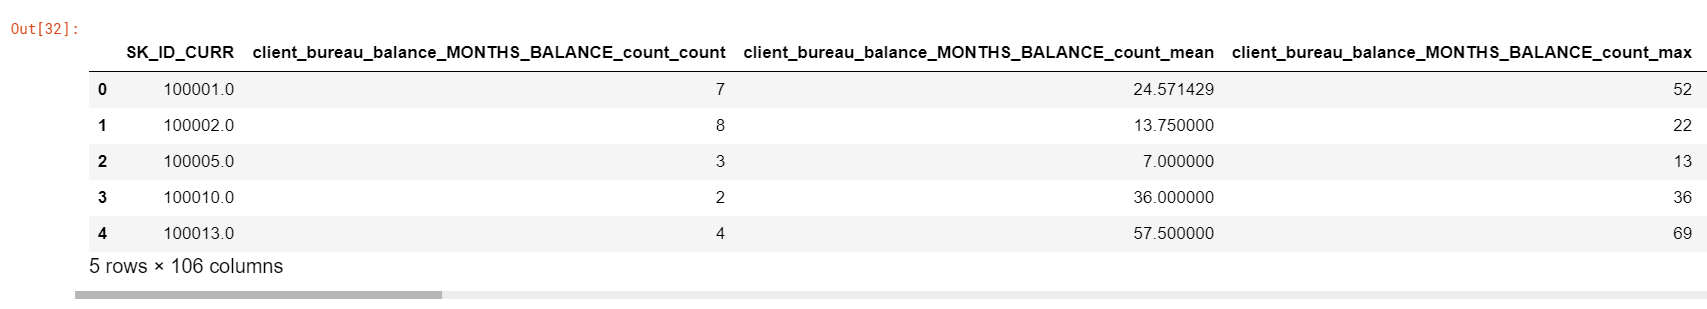 Out[32]:
SK_ID_CURR client_bureau_balance_MONTHS_BALANCE_count_count client_bureau_balance_MONTHS_BALANCE_count_mean client_bureau_balance_MONTHS_BALANCE_count_max
0 100001.0 7 24.571429 52
1 100002.0 8 13.750000 22
2 100005.0 3 7.000000 13
3 100010.0 2 36.000000 36
4 100013.0 4 57.500000 69
5 rows × 106 columns